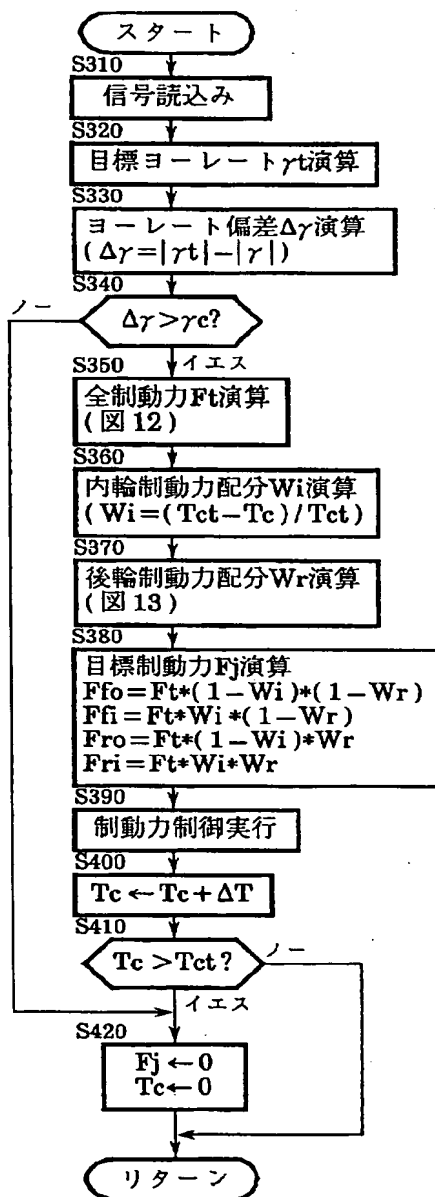 スタート
S310
信号読込み
S320
目標ヨーレートγt演算
S330
ヨーレート偏差Δγ演算
(Δγ=|γt|−|γ|)
S340
ノー
Δγ>γc?
イエス
S350
全制動力Ft演算
(図12)
S360
内輪制動力配分Wi演算
(Wi=(Tct−Tc)/Tct)
S370
後輪制動力配分Wr演算
(図13)
S380
目標制動力Fj演算
Ffo=Ft*(1−Wi)*(1−Wr)
Ffi=Ft*Wi*(1−Wr)
Fro=Ft*(1−Wi)*Wr
Fri=Ft*Wi*Wr
S390
制動力制御実行
S400
Tc←Tc+ΔT
S410
Tc>Tct?
ノー
イエス
S420
Fj←0
Tc←0
リターン